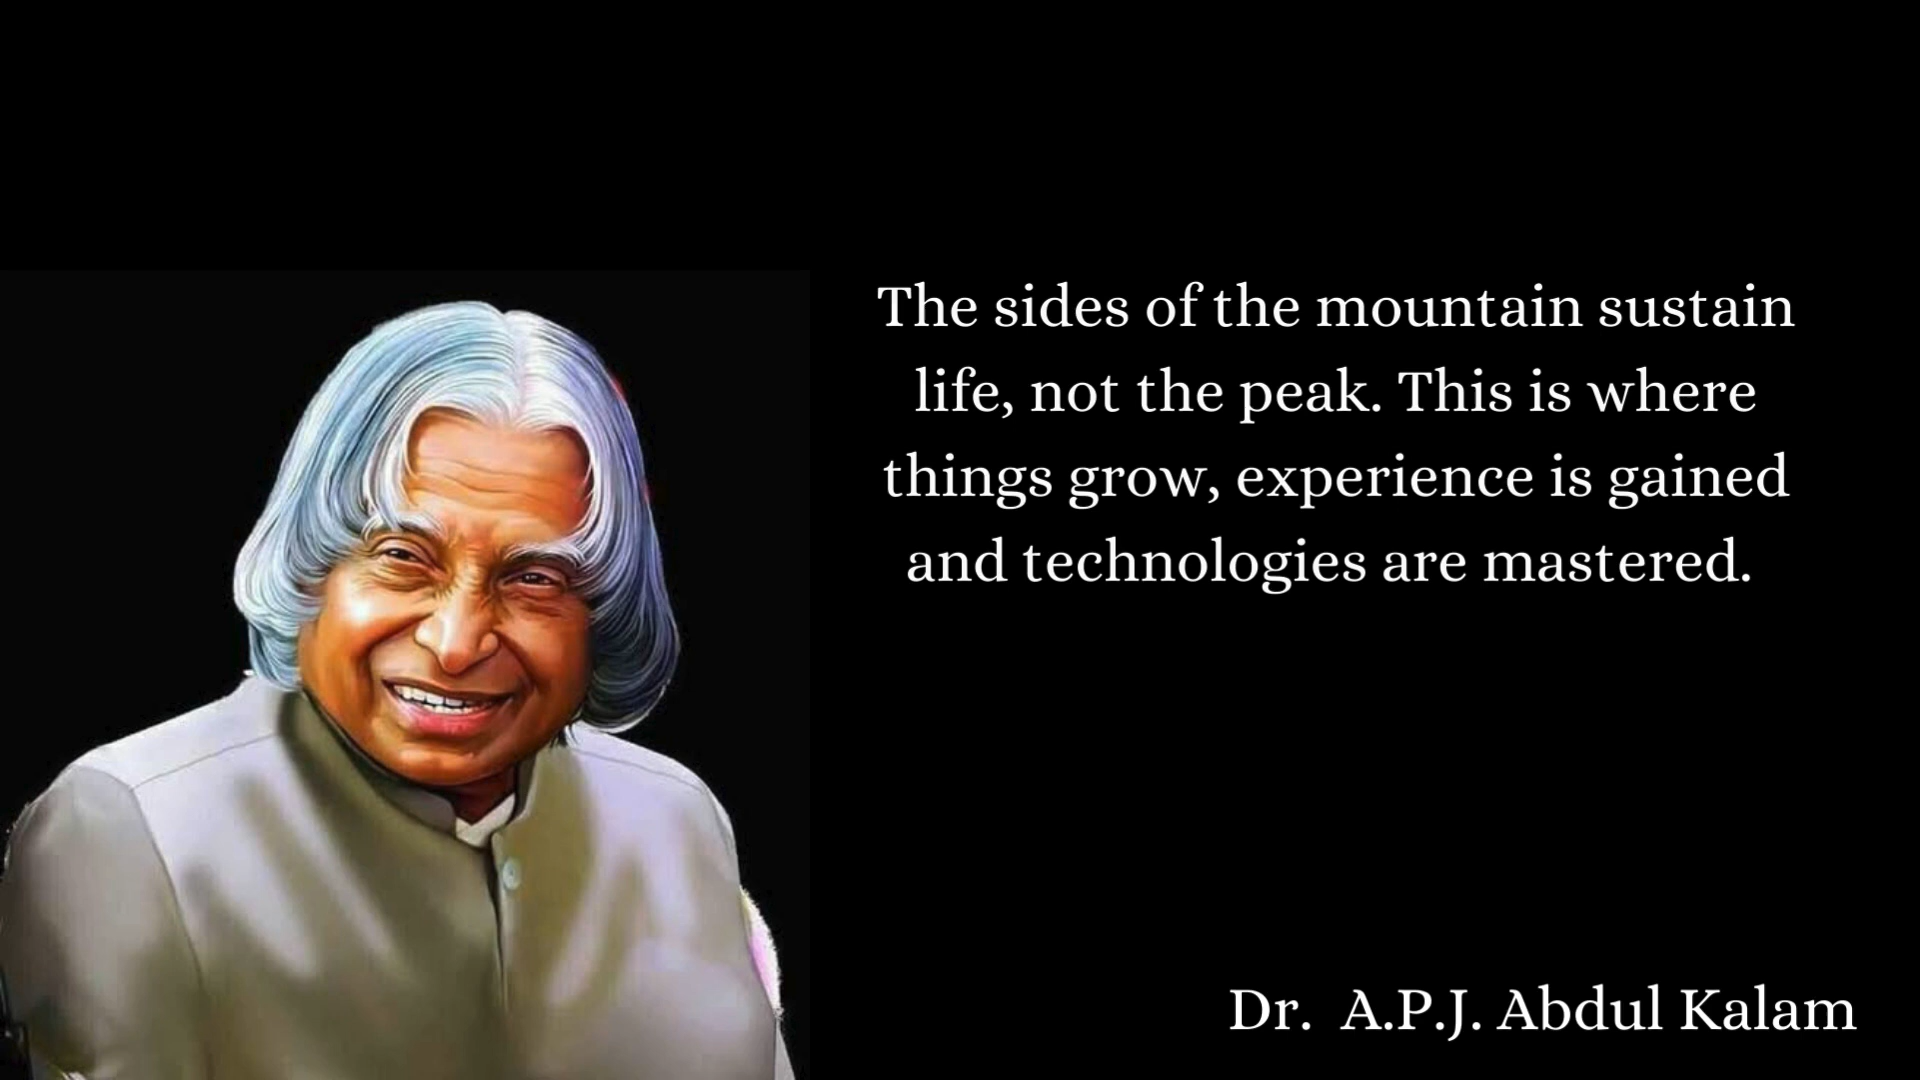 The sides of the mountain sustain
life, not the peak. This is where
things grow, experience is gained
and technologies are mastered.
Dr. A.P.J. Abdul Kalam